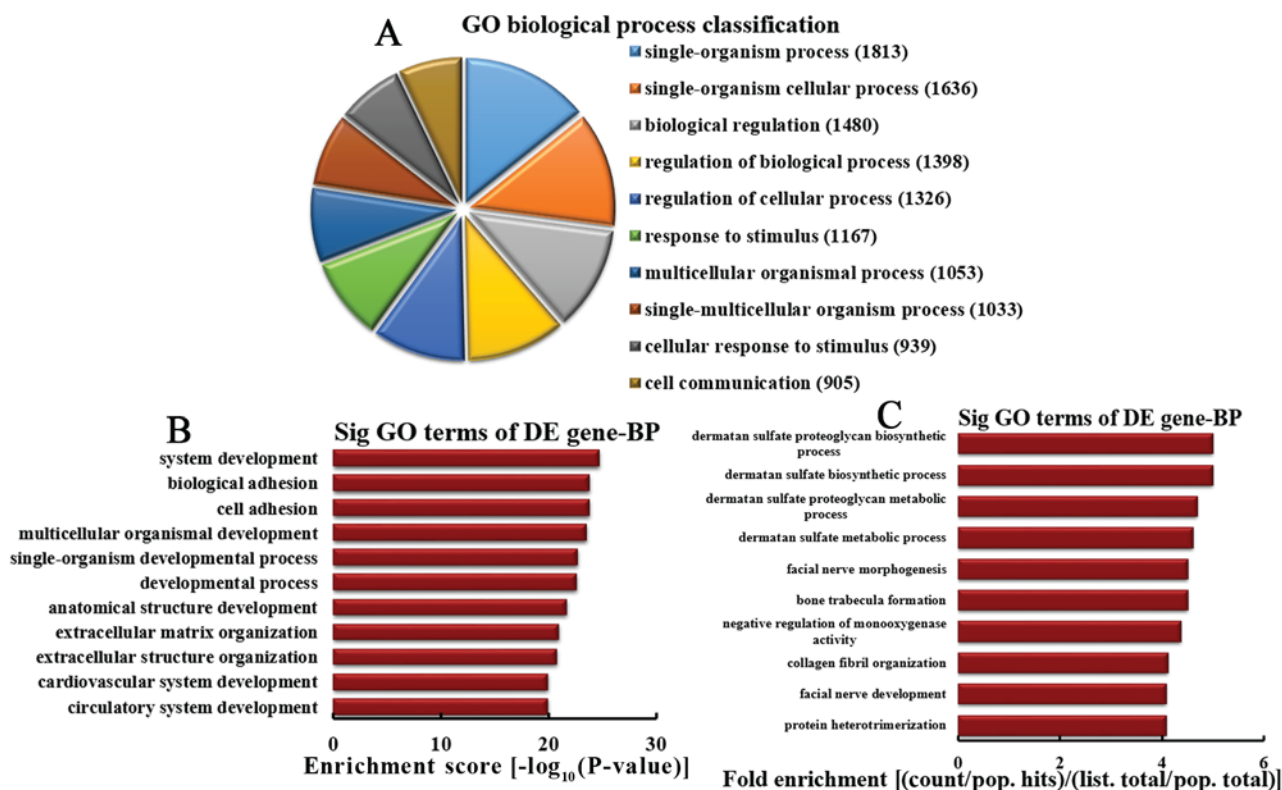 GO biological process classification
A
single-organism process (1813)
single-organism cellular process (1636)
biological regulation (1480)
regulation of biological process (1398)
regulation of cellular process (1326)
response to stimulus (1167)
multicellular organismal process (1053)
single-multicellular organism process (1033)
cellular response to stimulus (939)
cell communication (905)
B
Sig GO terms of DE gene-BP
system development
biological adhesion
cell adhesion
multicellular organismal development
single-organism developmental process
developmental process
anatomical structure development
extracellular matrix organization
extracellular structure organization
cardiovascular system development
circulatory system development
0 10 20 30
Enrichment score [-log10(P-value)]
C
Sig GO terms of DE gene-BP
dermatan sulfate proteoglycan biosynthetic
process
dermatan sulfate biosynthetic process
dermatan sulfate proteoglycan metabolic
process
dermatan sulfate metabolic process
facial nerve morphogenesis
bone trabecula formation
negative regulation of monooxygenase
activity
collagen fibril organization
facial nerve development
protein heterotrimerization
0 2 4 6
Fold enrichment [(count/pop. hits)/(list. total/pop. total)]